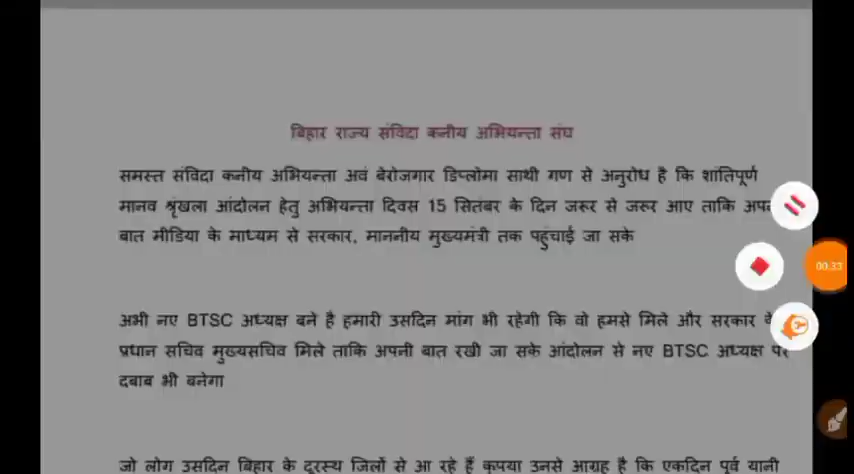 बिहार राज्य संविदा कनीय अभियन्ता संघ
समस्त संविदा कनीय अभियन्ता अवं बेरोजगार डिप्लोमा साथी गण से अनुरोध है कि शांतिपूर्ण
मानव श्रृंखला आंदोलन हेतु अभियन्ता दिवस 15 सितंबर के दिन जरूर से जरूर आए ताकि
बात मीडिया के माध्यम से सरकार, माननीय मुख्यमंत्री तक पहुंचाई जा सके
अभी नए BTSC अध्यक्ष बने है हमारी उसदिन मांग भी रहेगी कि वो हमसे मिले और सरकार
प्रधान सचिव मुख्यसचिव मिले ताकि अपनी बात रखी जा सके आंदोलन से नए BTSC अध्यक्ष पर
दबाब भी बनेगा
जो लोग उसदिन बिहार के दूरस्थ जिलों से आ रहे हैं कृपया उनसे आग्रह है कि एकदिन पूर्व यानी
00:33